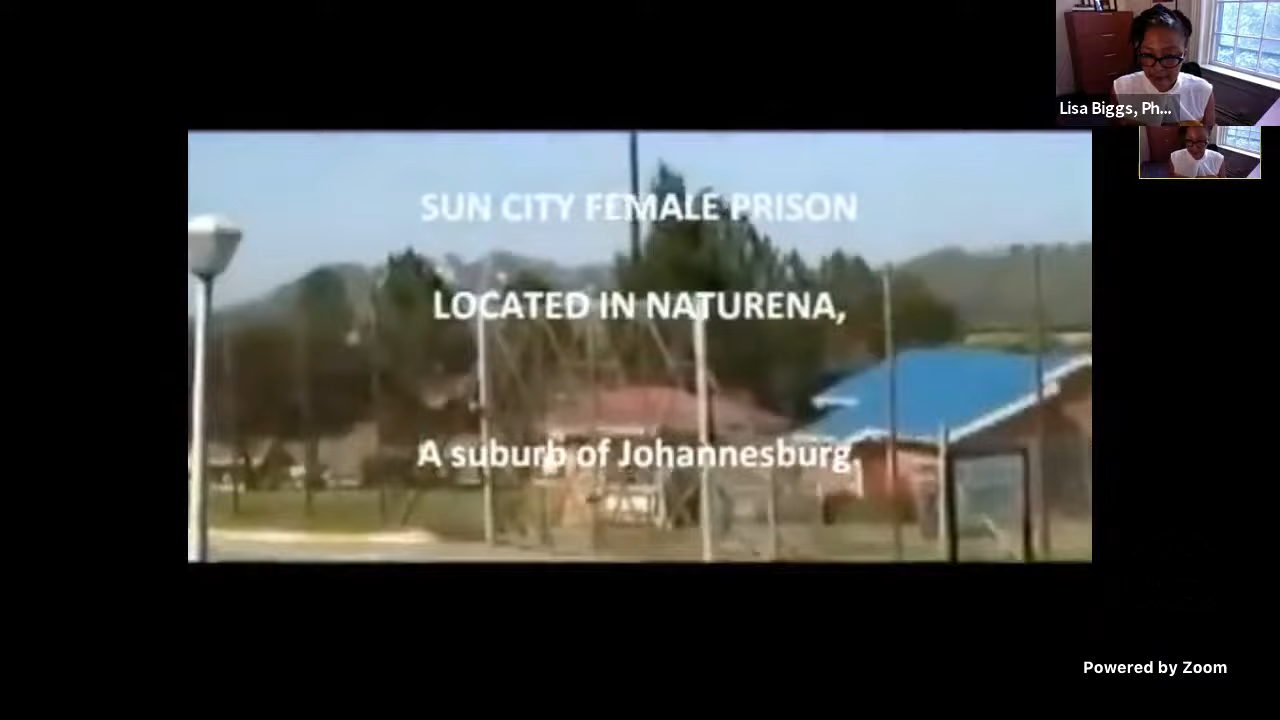 Lisa Biggs, Ph...
SUN CITY FEMALE PRISON
LOCATED IN NATURENA,
A suburb of Johannesburg.
Powered by Zoom